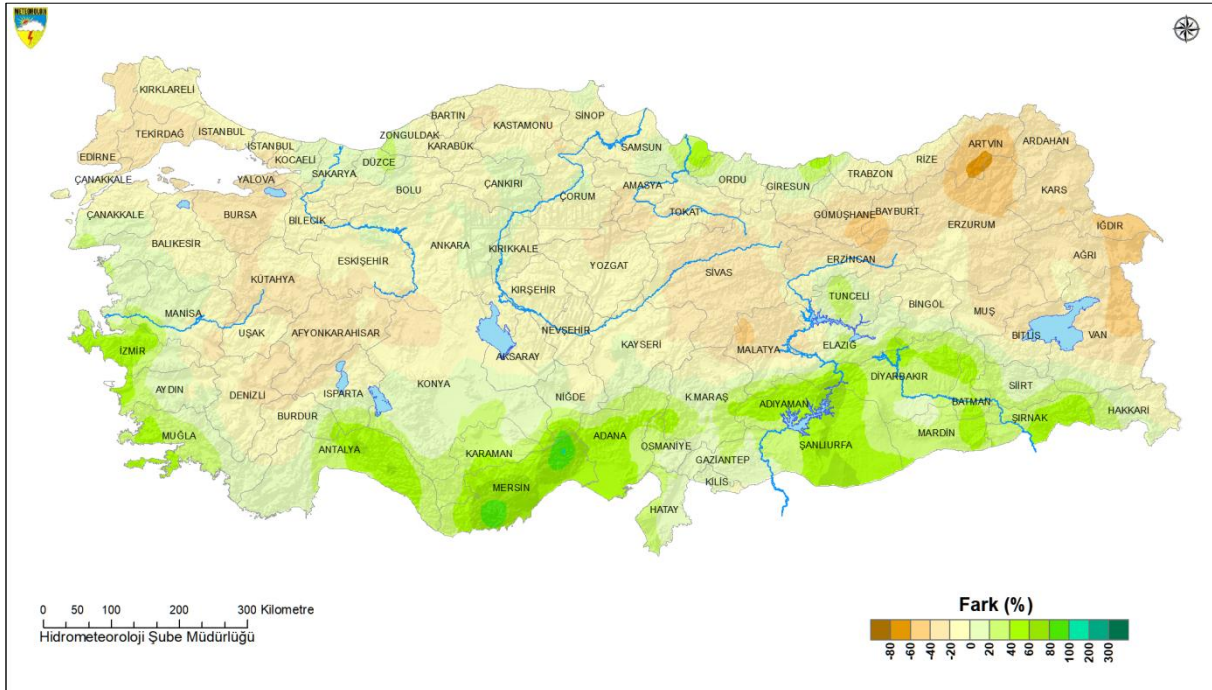 METEOROLOJİ
KIRKLARELİ
TEKİRDAĞ
İSTANBUL
EDİRNE
İSTANBUL
KOCAELİ
ÇANAKKALE
YALOVA
SAKARYA
DÜZCE
ZONGULDAK
BARTIN
KARABÜK
KASTAMONU
SİNOP
SAMSUN
BOLU
ÇANKIRI
ÇORUM
AMASYA
ORDU
GİRESUN
TRABZON
RİZE
ARTVİN
ARDAHAN
KARS
ÇANAKKALE
BURSA
BİLECİK
BALIKESİR
ESKİŞEHİR
ANKARA
KIRIKKALE
TOKAT
GÜMÜŞHANE
BAYBURT
ERZURUM
IĞDIR
AĞRI
KÜTAHYA
YOZGAT
SİVAS
ERZİNCAN
TUNCELİ
BİNGÖL
MUŞ
KIRŞEHİR
MANİSA
UŞAK
AFYONKARAHİSAR
NEVŞEHİR
KAYSERİ
MALATYA
ELAZIĞ
BİTLİS
VAN
İZMİR
AKSARAY
AYDIN
DENİZLİ
ISPARTA
KONYA
NİĞDE
K.MARAŞ
ADIYAMAN
DİYARBAKIR
BATMAN
SİİRT
ŞIRNAK
HAKKARİ
BURDUR
MUĞLA
ANTALYA
KARAMAN
ADANA
OSMANİYE
GAZİANTEP
ŞANLIURFA
MARDİN
MERSİN
KİLİS
HATAY
0 50 100 200 300 Kilometre
Hidrometeoroloji Şube Müdürlüğü
Fark (%)
-80 -60 -40 -20 0 20 40 60 80 100 200 300